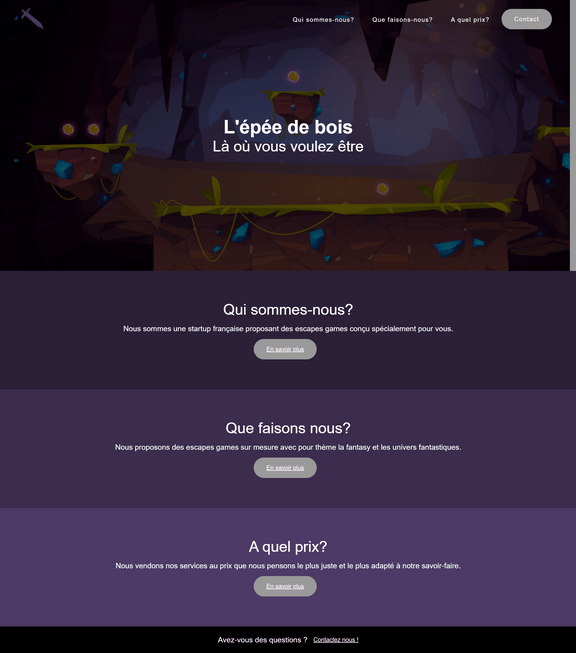 Qui sommes-nous?
Que faisons-nous?
A quel prix?
Contact
L'épée de bois
Là où vous voulez être
Qui sommes-nous?
Nous sommes une startup française proposant des escapes games conçu spécialement pour vous.
En savoir plus
Que faisons nous?
Nous proposons des escapes games sur mesure avec pour thème la fantasy et les univers fantastiques.
En savoir plus
A quel prix?
Nous vendons nos services au prix que nous pensons le plus juste et le plus adapté à notre savoir-faire.
En savoir plus
Avez-vous des questions ? Contactez nous !